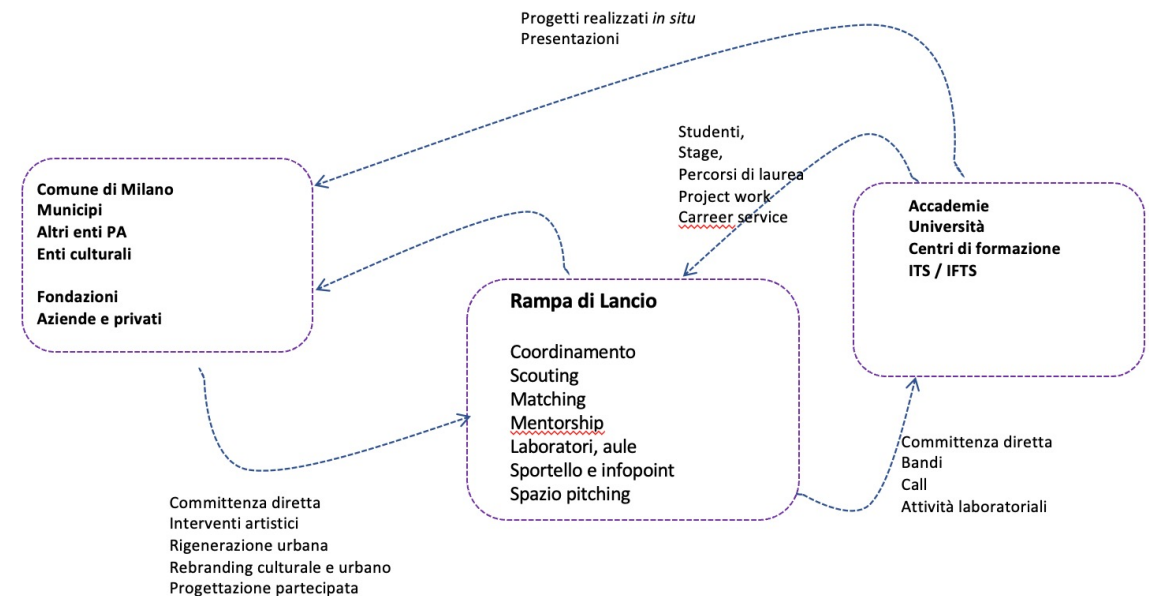 Progetti realizzati in situ
Presentazioni
Studenti,
Stage,
Percorsi di laurea
Project work
Carreer service
Comune di Milano
Municipi
Altri enti PA
Enti culturali
Fondazioni
Aziende e privati
Rampa di Lancio
Coordinamento
Scouting
Matching
Mentorship
Laboratori, aule
Sportello e infopoint
Spazio pitching
Accademie
Università
Centri di formazione
ITS / IFTS
Committenza diretta
Bandi
Call
Attività laboratoriali
Committenza diretta
Interventi artistici
Rigenerazione urbana
Rebranding culturale e urbano
Progettazione partecipata